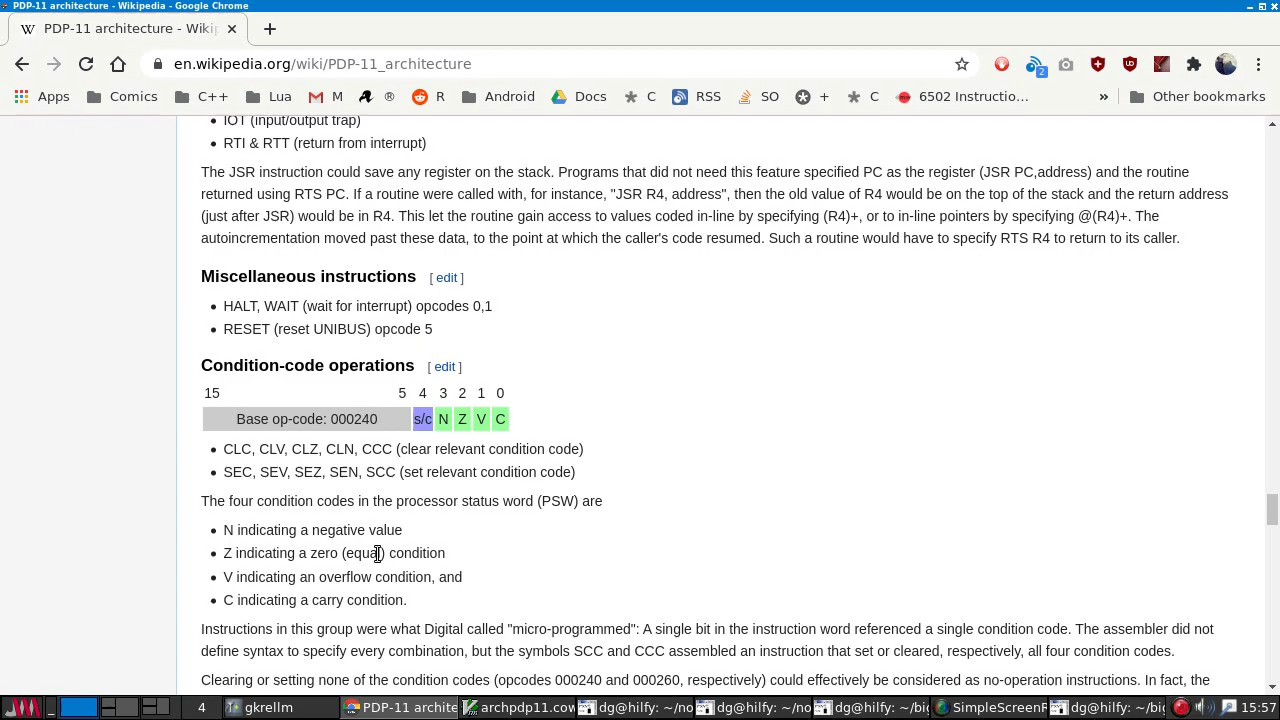 PDP-11 architecture - Wikipedia - Google Chrome
PDP-11 architecture - Wiki
en.wikipedia.org/wiki/PDP-11_architecture
2
Apps Comics C++ Lua M ® R Android Docs C RSS SO + C 6502 Instructio… » Other bookmarks
• IOT (input/output trap)
• RTI & RTT (return from interrupt)
The JSR instruction could save any register on the stack. Programs that did not need this feature specified PC as the register (JSR PC,address) and the routine
returned using RTS PC. If a routine were called with, for instance, "JSR R4, address", then the old value of R4 would be on the top of the stack and the return address
(just after JSR) would be in R4. This let the routine gain access to values coded in-line by specifying (R4)+, or to in-line pointers by specifying @(R4)+. The
autoincrementation moved past these data, to the point at which the caller's code resumed. Such a routine would have to specify RTS R4 to return to its caller.
Miscellaneous instructions [ edit ]
• HALT, WAIT (wait for interrupt) opcodes 0,1
• RESET (reset UNIBUS) opcode 5
Condition-code operations [ edit ]
15 5 4 3 2 1 0
Base op-code: 000240 s/c N Z V C
• CLC, CLV, CLZ, CLN, CCC (clear relevant condition code)
• SEC, SEV, SEZ, SEN, SCC (set relevant condition code)
The four condition codes in the processor status word (PSW) are
• N indicating a negative value
• Z indicating a zero (equal) condition
• V indicating an overflow condition, and
• C indicating a carry condition.
Instructions in this group were what Digital called "micro-programmed": A single bit in the instruction word referenced a single condition code. The assembler did not
define syntax to specify every combination, but the symbols SCC and CCC assembled an instruction that set or cleared, respectively, all four condition codes.
Clearing or setting none of the condition codes (opcodes 000240 and 000260, respectively) could effectively be considered as no-operation instructions. In fact, the
4 gkrellm PDP-11 archite archpdp11.cow dg@hilfy: ~/no dg@hilfy: ~/no dg@hilfy: ~/big SimpleScreenR dg@hilfy: ~/big 15:57